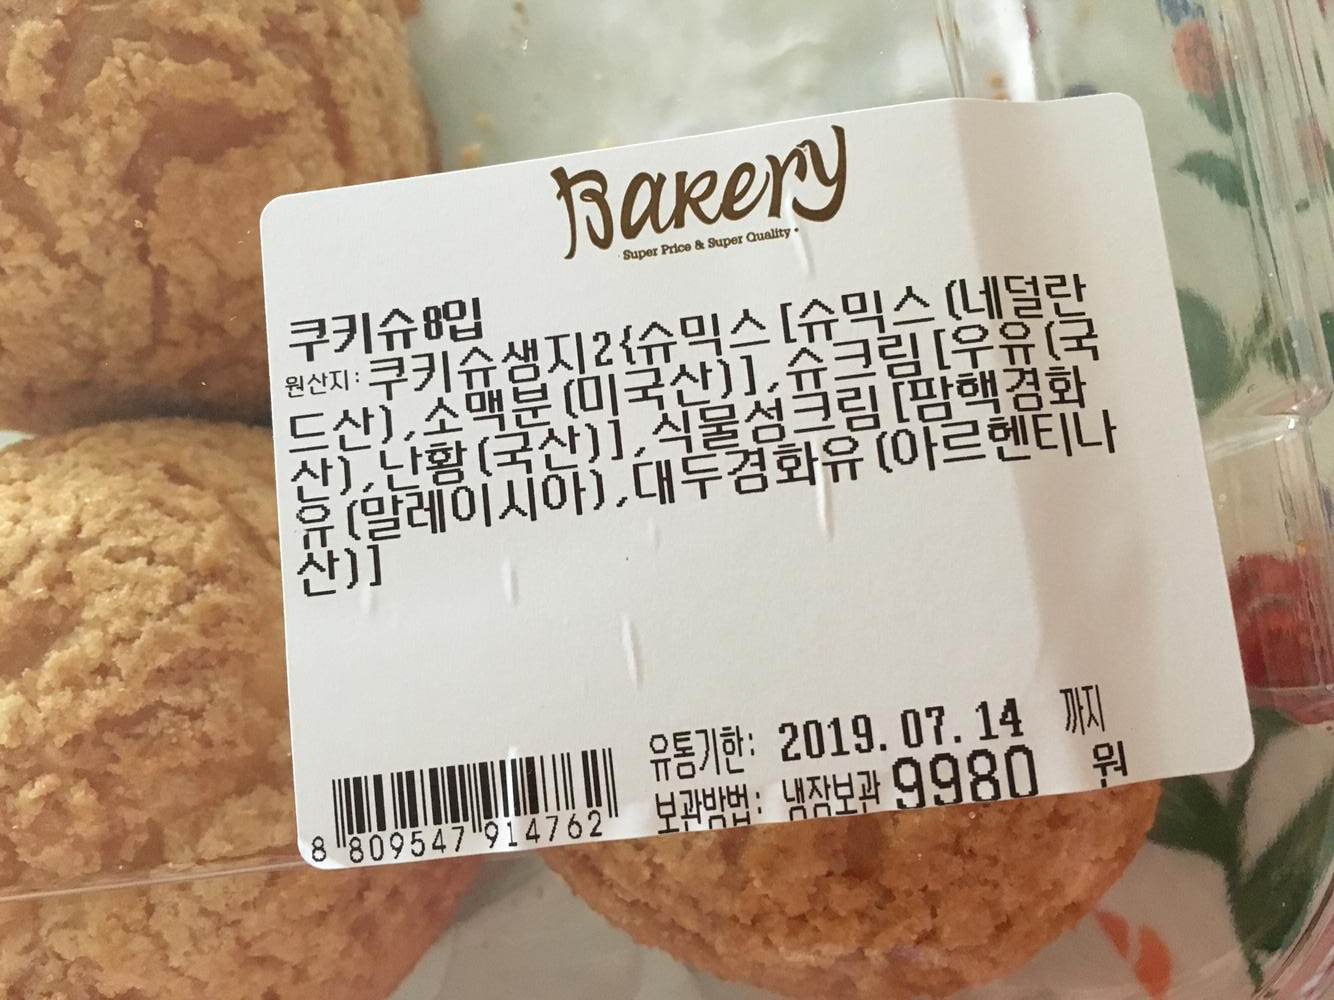 Bakery
Super Price & Super Quality
쿠키슈8입
원산지: 쿠키슈생지2{슈믹스 [슈믹스 (네덜란
드산),소맥분(미국산)],슈크림[우유(국
산),난황(국산)],식물성크림[팜핵경화
유(말레이시아),대두경화유(아르헨티나
산)]
유통기한: 2019. 07. 14 까지
보관방법: 냉장보관 9980 원
8 809547 914762